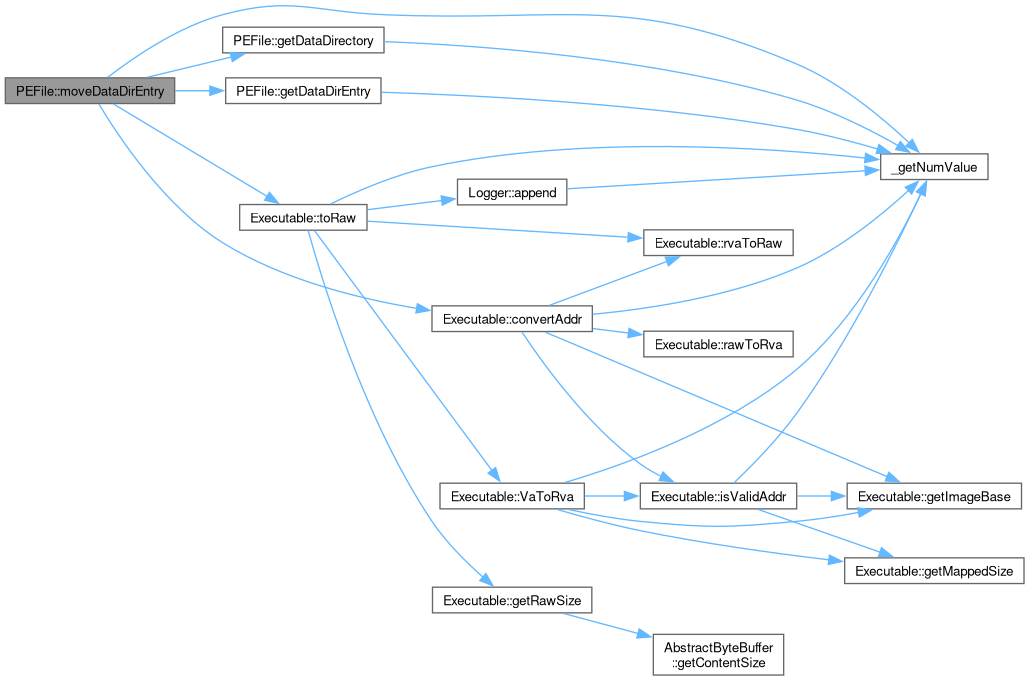 PEFile::getDataDirectory
PEFile::moveDataDirEntry
PEFile::getDataDirEntry
_getNumValue
Logger::append
Executable::toRaw
Executable::rvaToRaw
Executable::convertAddr
Executable::rawToRva
Executable::VaToRva
Executable::isValidAddr
Executable::getImageBase
Executable::getMappedSize
Executable::getRawSize
AbstractByteBuffer
::getContentSize